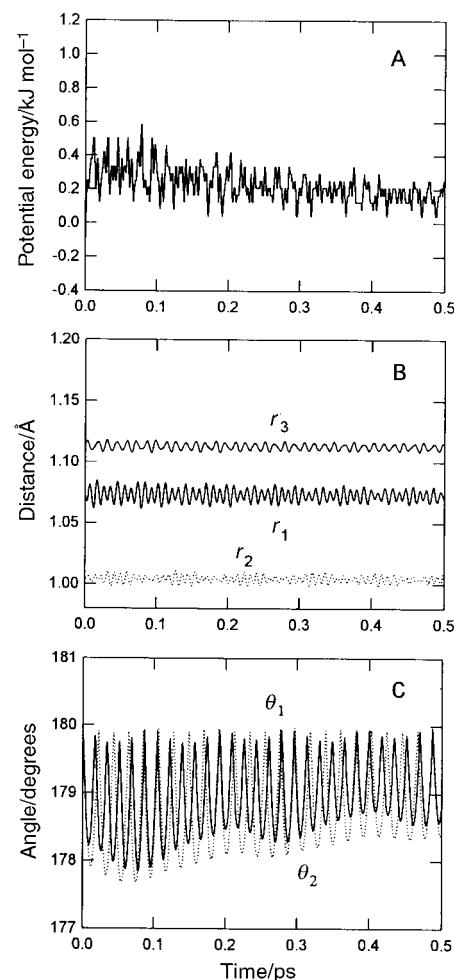 A
Potential energy/kJ mol⁻¹
1.2
1.0
0.8
0.6
0.4
0.2
0.0
-0.2
-0.4
0.0 0.1 0.2 0.3 0.4 0.5
B
Distance/Å
1.20
1.15
1.10
1.05
1.00
r₃
r₁
r₂
0.0 0.1 0.2 0.3 0.4 0.5
C
Angle/degrees
181
180
179
178
177
θ₁
θ₂
0.0 0.1 0.2 0.3 0.4 0.5
Time/ps